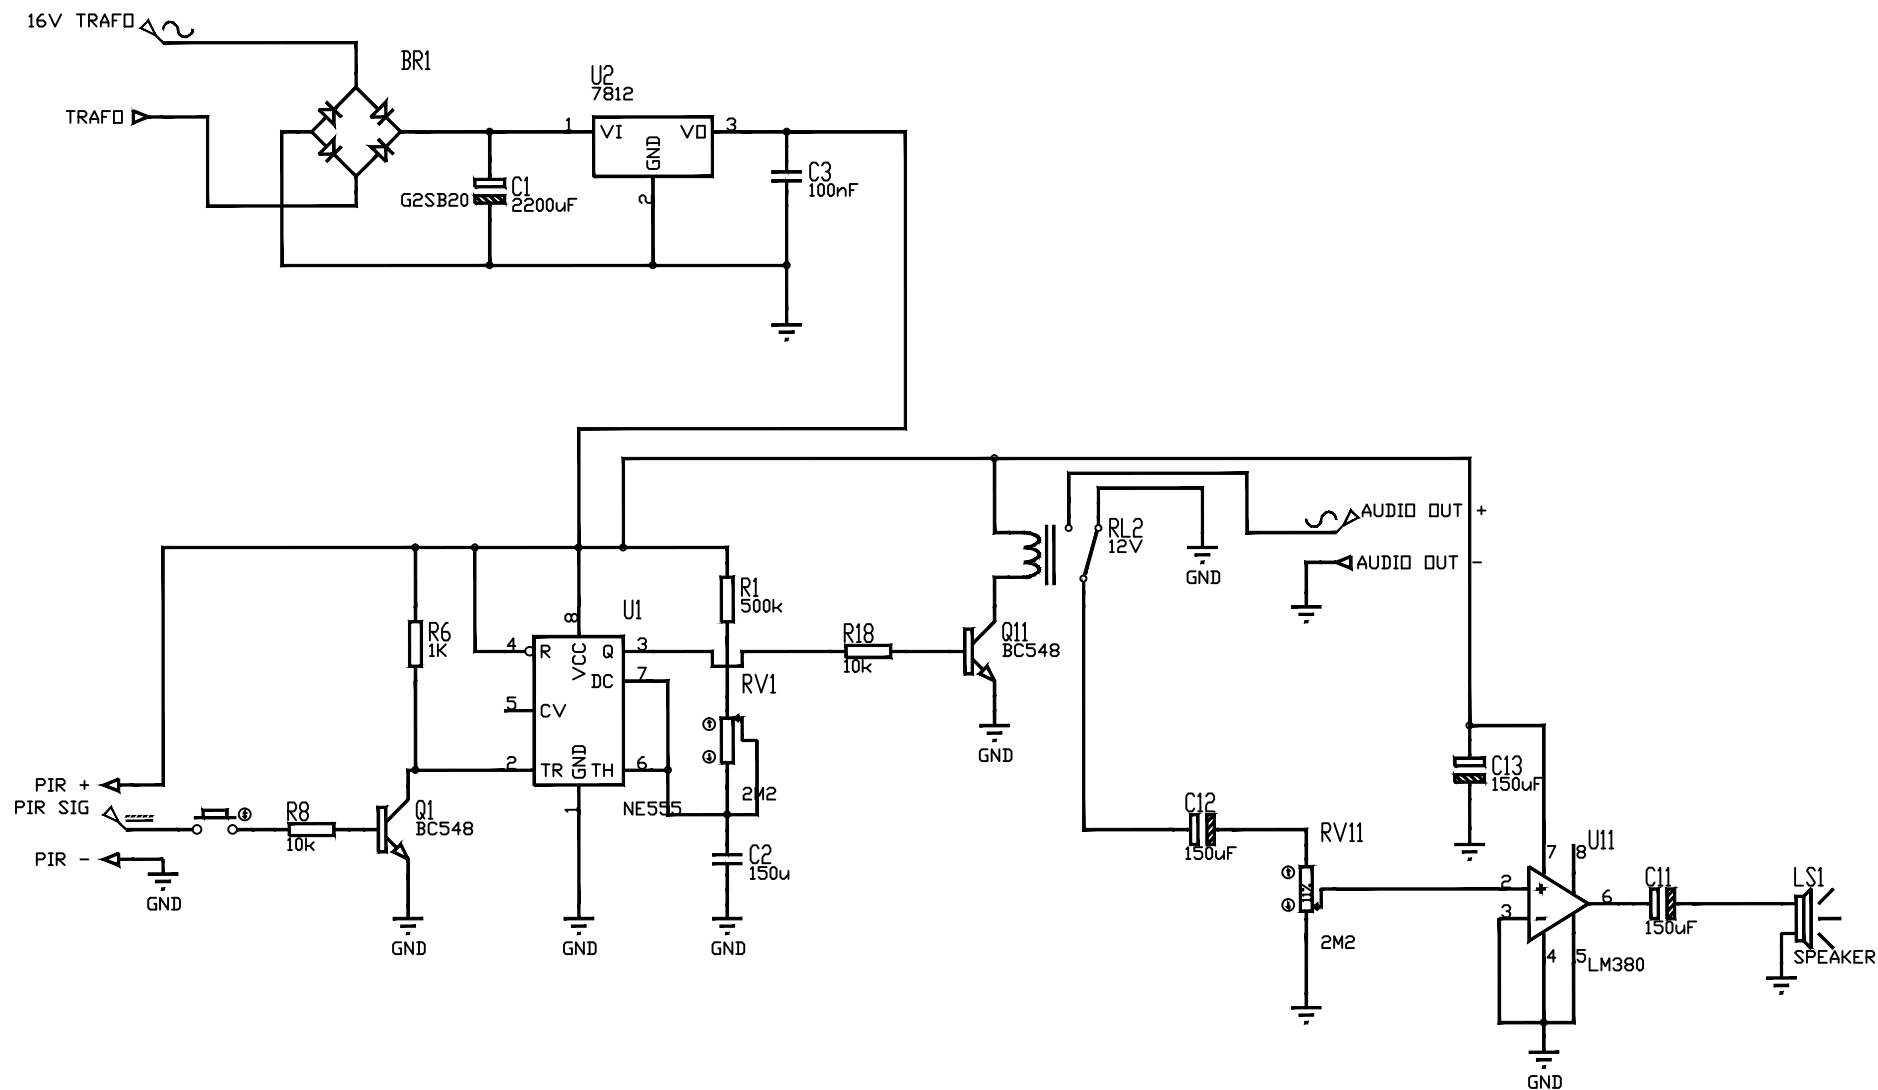 16V TRAFO
BR1
U2
7812
TRAFO
1
VI
VO
3
GND
2
C3
100nF
G2SB20
C1
2200uF
AUDIO OUT +
RL2
12V
AUDIO OUT -
GND
R1
500k
U1
8
R6
1K
4
R
VCC
Q
3
R18
10k
Q11
BC548
DC
7
RV1
5
CV
GND
2
TR
GND
TH
6
PIR +
2M2
C13
150uF
PIR SIG
R8
10k
Q1
BC548
1
NE555
C12
150uF
RV11
U11
PIR -
C2
150u
7
8
GND
11%
2
+
C11
150uF
LS1
6
3
-
GND
GND
GND
2M2
4
5
LM380
SPEAKER
GND